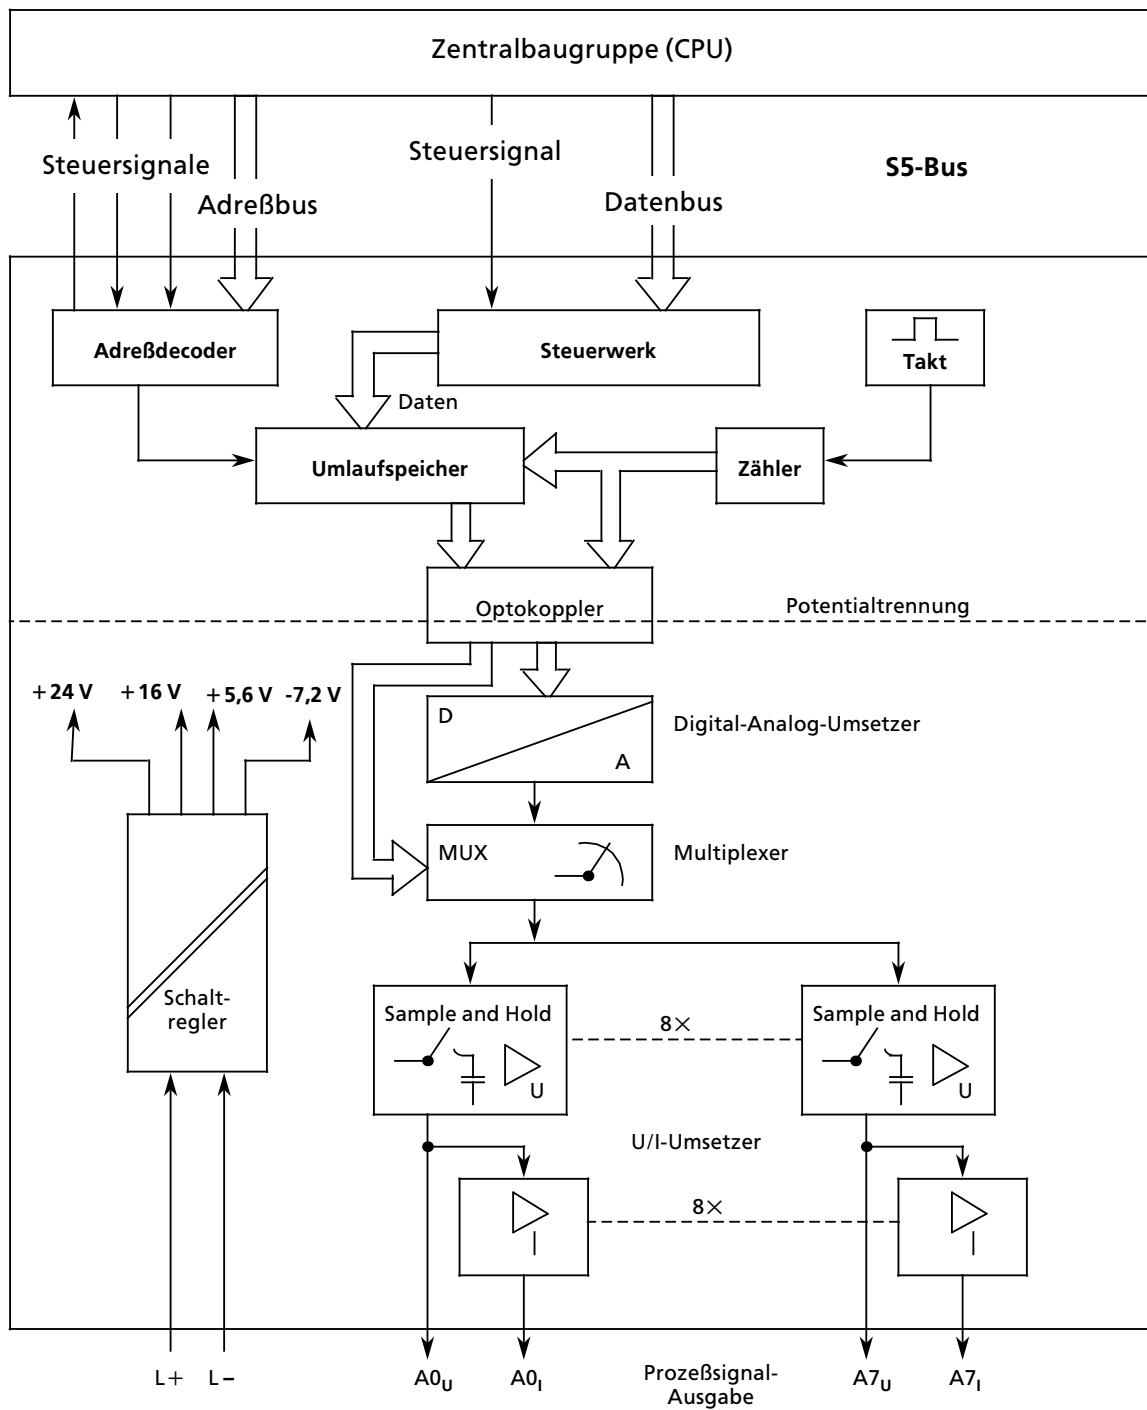 Zentralbaugruppe (CPU)
Steuersignale
Adreßbus
Steuersignal
Datenbus
S5-Bus
Adreßdecoder
Steuerwerk
Takt
Daten
Umlaufspeicher
Zähler
Optokoppler
Potentialtrennung
+24 V
+16 V
+5,6 V
-7,2 V
D
A
Digital-Analog-Umsetzer
MUX
Multiplexer
Schalt-
regler
Sample and Hold
U
8×
Sample and Hold
U
U/I-Umsetzer
I
8×
I
L+
L–
A0U
A0I
Prozeßsignal-
Ausgabe
A7U
A7I